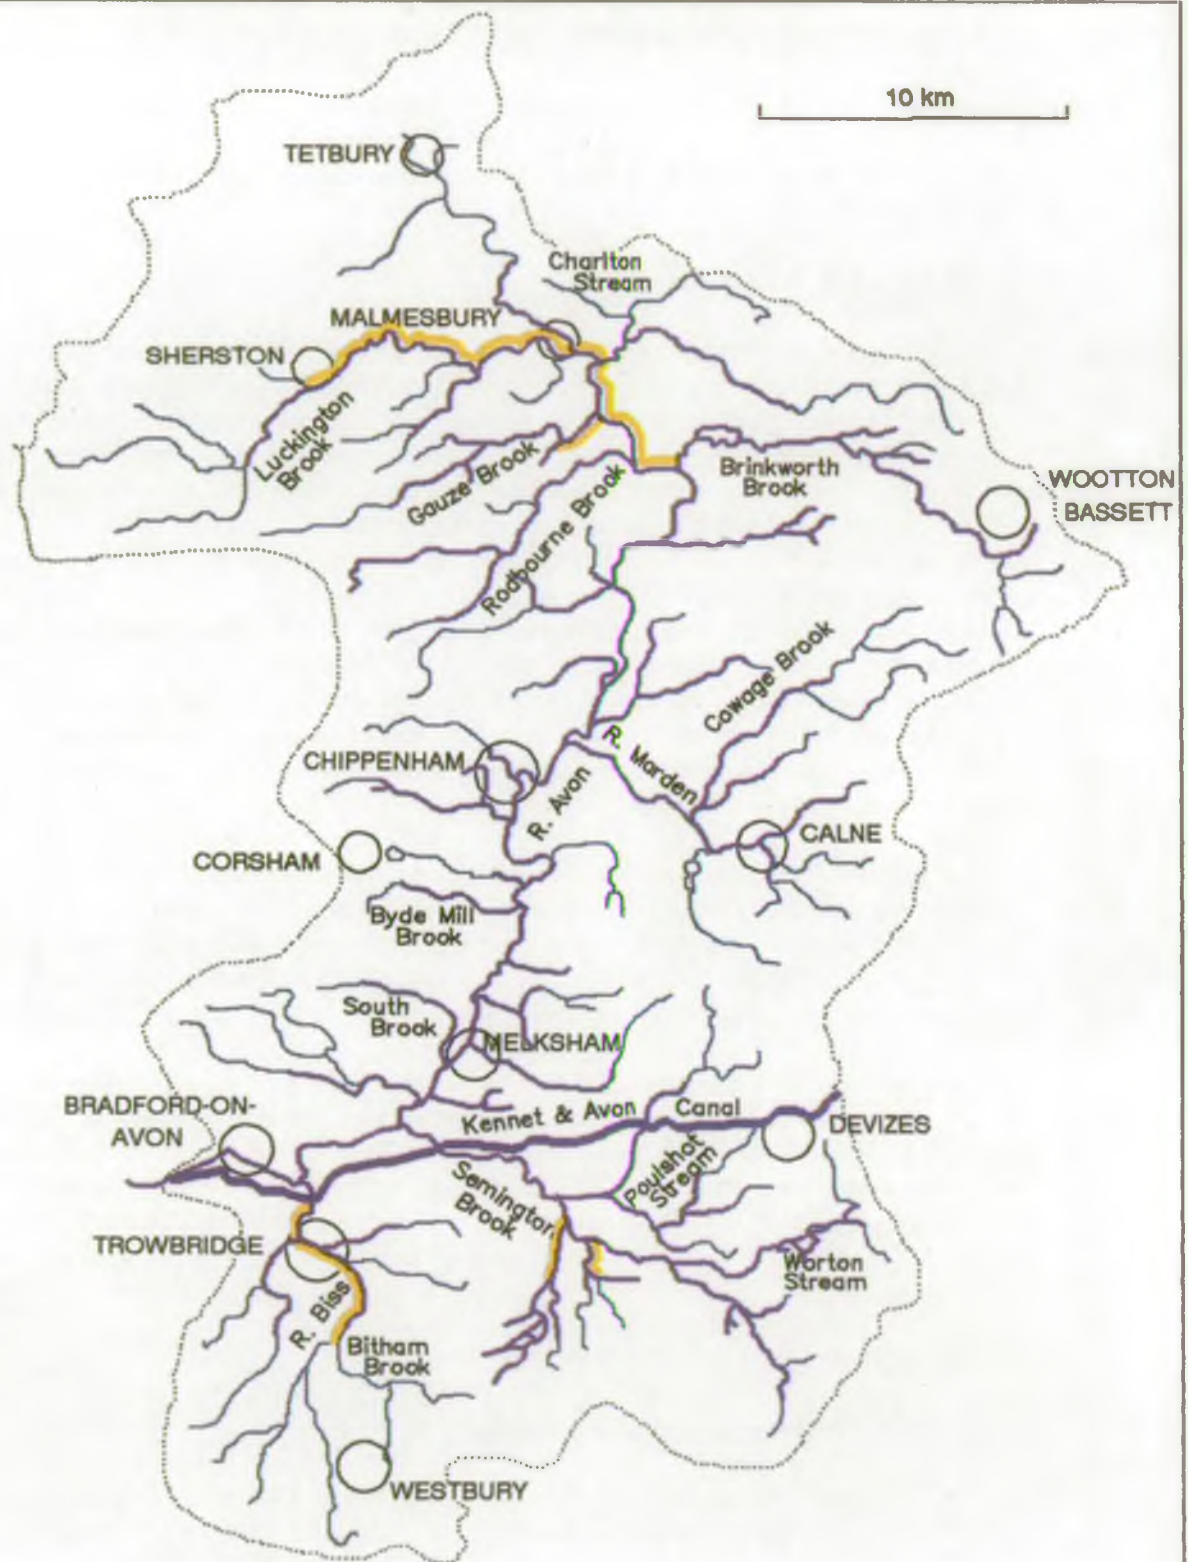 10 km
TETBURY
Charlton
Stream
MALMESBURY
SHERSTON
Luckington
Brook
Gauze Brook
Rodbourne Brook
Brinkworth
Brook
WOOTTON
BASSETT
Cowage Brook
R. Marden
CHIPPENHAM
R. Avon
CALNE
CORSHAM
Byde Mill
Brook
South
Brook
MELKSHAM
BRADFORD-ON-
AVON
Kennet & Avon Canal
DEVIZES
Poulshot
Stream
Semington
Brook
TROWBRIDGE
Worton
Stream
R. Biss
Bitham
Brook
WESTBURY